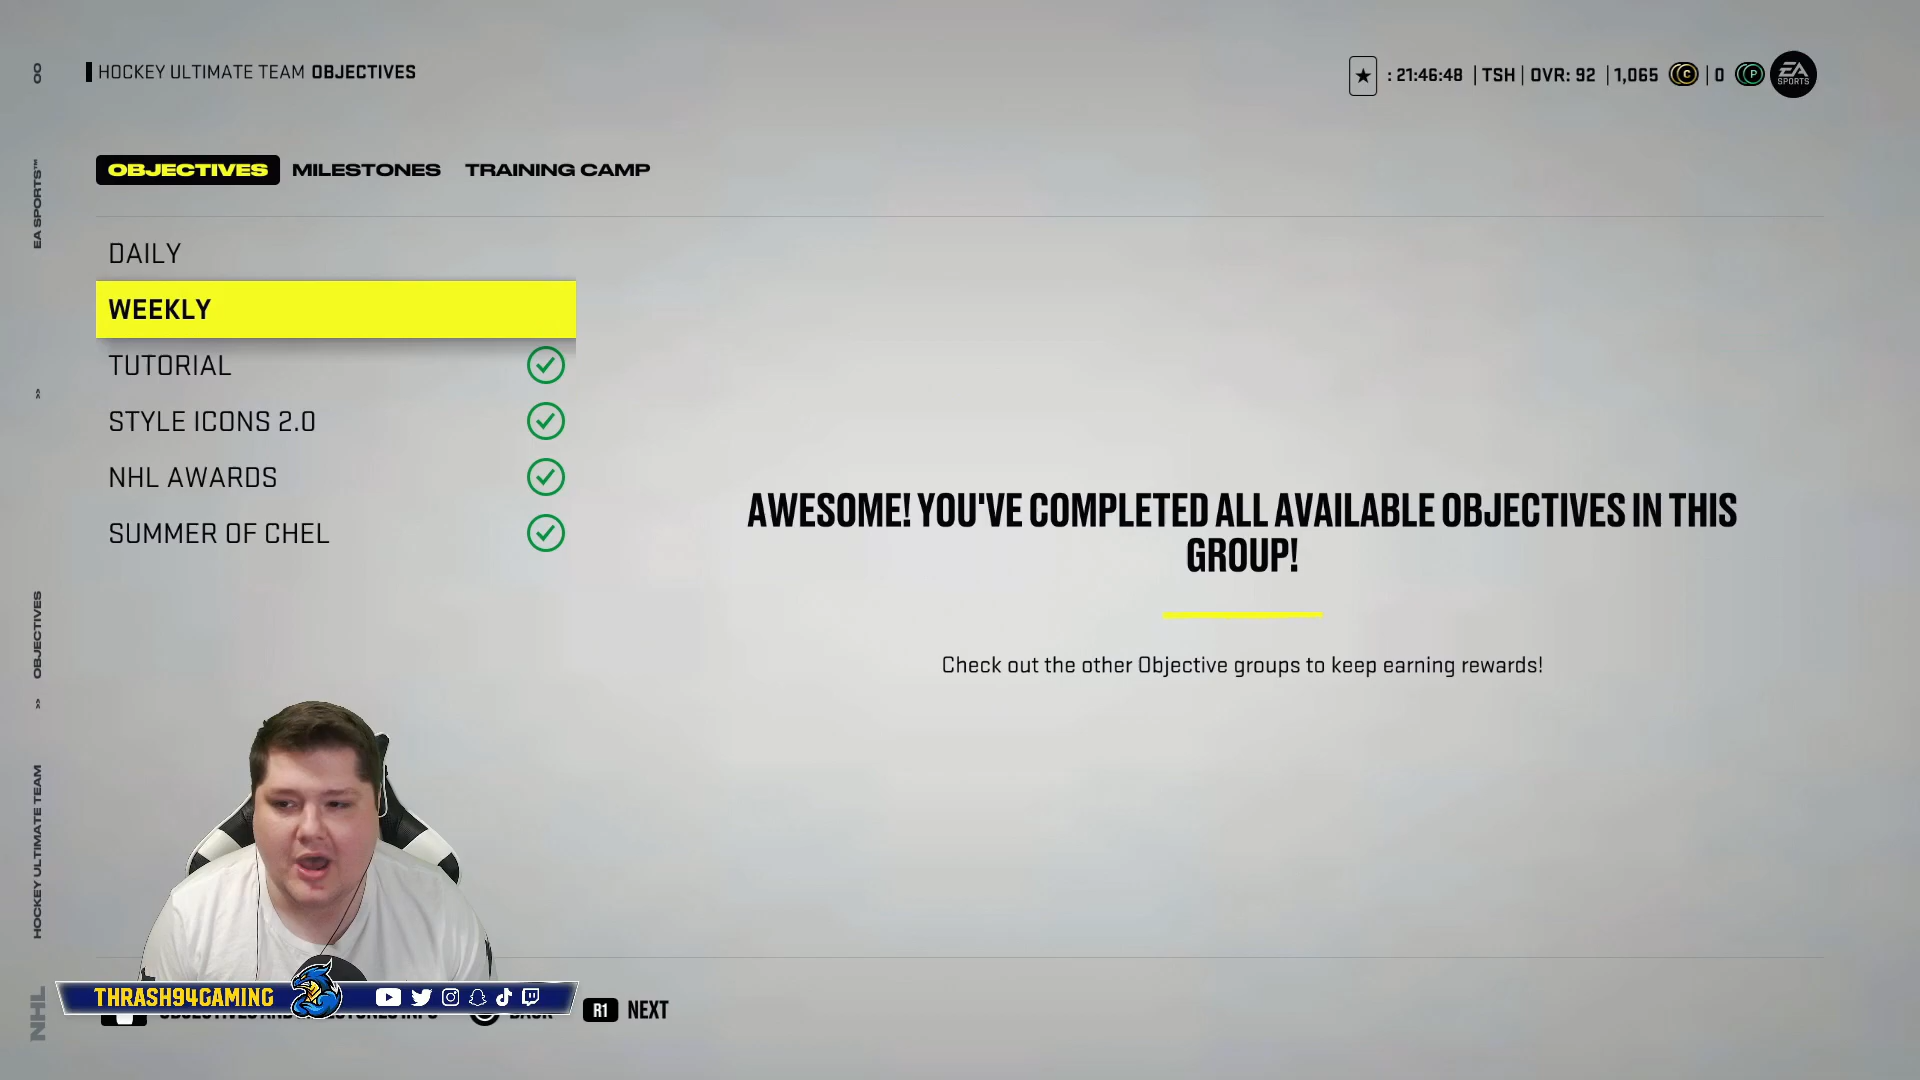 HOCKEY ULTIMATE TEAM OBJECTIVES
★ : 21:46:48 | TSH | OVR: 92 | 1,065 C | 0 P EA SPORTS
OBJECTIVES MILESTONES TRAINING CAMP
DAILY
WEEKLY
TUTORIAL
STYLE ICONS 2.0
NHL AWARDS
SUMMER OF CHEL
AWESOME! YOU'VE COMPLETED ALL AVAILABLE OBJECTIVES IN THIS
GROUP!
Check out the other Objective groups to keep earning rewards!
EA SPORTS™
OBJECTIVES
HOCKEY ULTIMATE TEAM
NHL
THRASH94GAMING
R1 NEXT